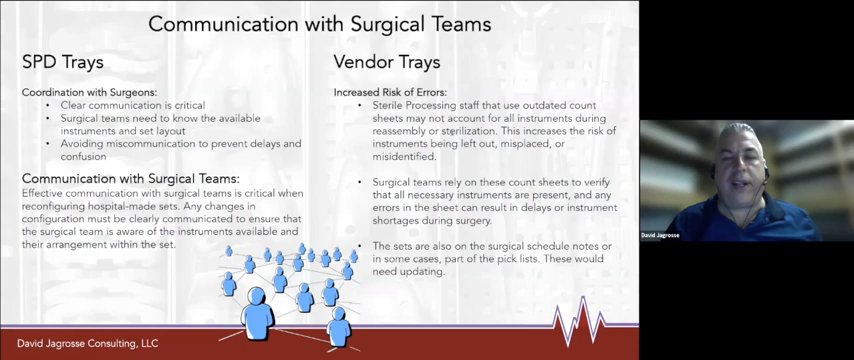 Communication with Surgical Teams
SPD Trays
Coordination with Surgeons:
• Clear communication is critical
• Surgical teams need to know the available
instruments and set layout
• Avoiding miscommunication to prevent delays and
confusion
Communication with Surgical Teams:
Effective communication with surgical teams is critical when
reconfiguring hospital-made sets. Any changes in
configuration must be clearly communicated to ensure that
the surgical team is aware of the instruments available and
their arrangement within the set.
Vendor Trays
Increased Risk of Errors:
• Sterile Processing staff that use outdated count
sheets may not account for all instruments during
reassembly or sterilization. This increases the risk of
instruments being left out, misplaced, or
misidentified.
• Surgical teams rely on these count sheets to verify
that all necessary instruments are present, and any
errors in the sheet can result in delays or instrument
shortages during surgery.
• The sets are also on the surgical schedule notes or
in some cases, part of the pick lists. These would
need updating.
David Jagrosse Consulting, LLC
David Jagrosse